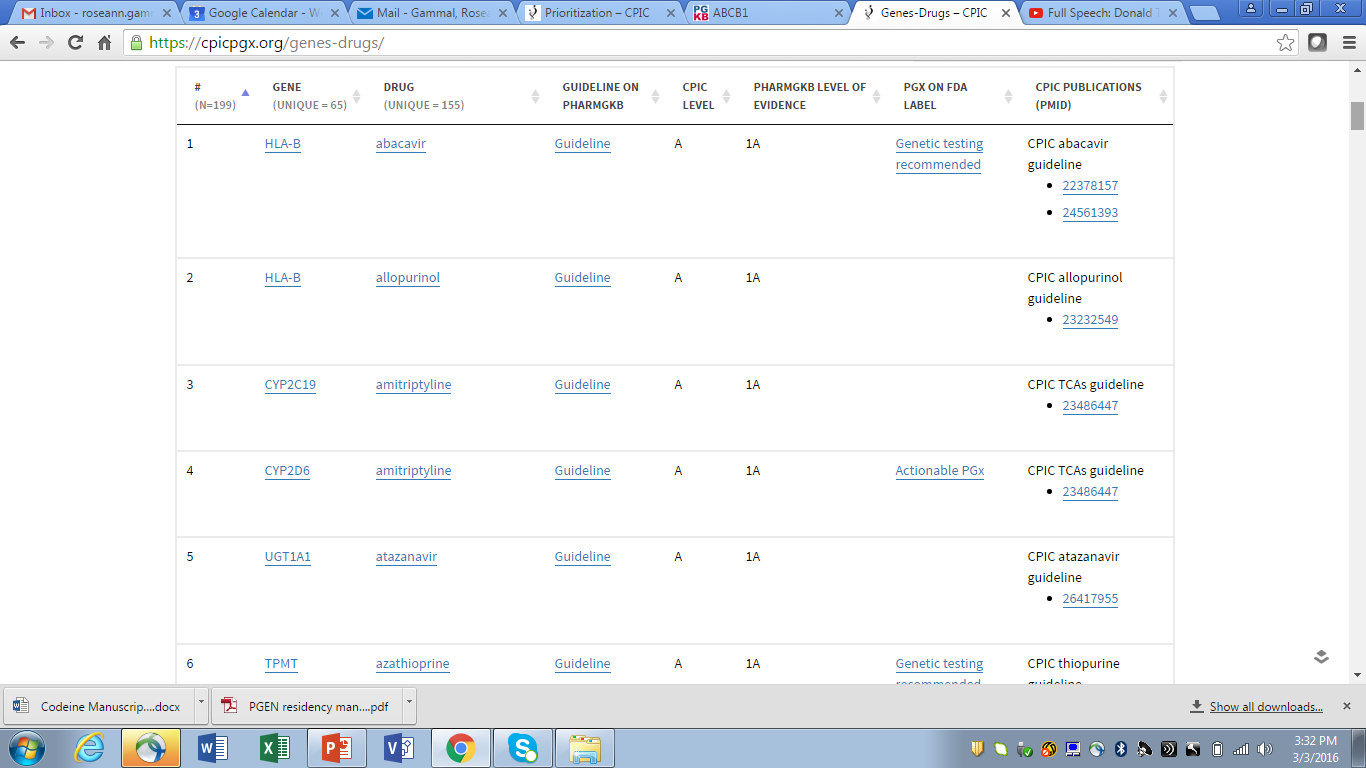 Inbox - roseann.gam
Google Calendar - W
Mail - Gammal, Rosea
Prioritization – CPIC
PG KB ABCB1
Genes-Drugs – CPIC
Full Speech: Donald T
https://cpicpgx.org/genes-drugs/
# (N=199)
GENE (UNIQUE = 65)
DRUG (UNIQUE = 155)
GUIDELINE ON PHARMGKB
CPIC LEVEL
PHARMGKB LEVEL OF EVIDENCE
PGX ON FDA LABEL
CPIC PUBLICATIONS (PMID)
1 HLA-B abacavir Guideline A 1A Genetic testing recommended CPIC abacavir guideline
• 22378157
• 24561393
2 HLA-B allopurinol Guideline A 1A CPIC allopurinol guideline
• 23232549
3 CYP2C19 amitriptyline Guideline A 1A CPIC TCAs guideline
• 23486447
4 CYP2D6 amitriptyline Guideline A 1A Actionable PGx CPIC TCAs guideline
• 23486447
5 UGT1A1 atazanavir Guideline A 1A CPIC atazanavir guideline
• 26417955
6 TPMT azathioprine Guideline A 1A Genetic testing recommended CPIC thiopurine guideline
Codeine Manuscrip....docx
PGEN residency man....pdf
Show all downloads...
3:32 PM
3/3/2016